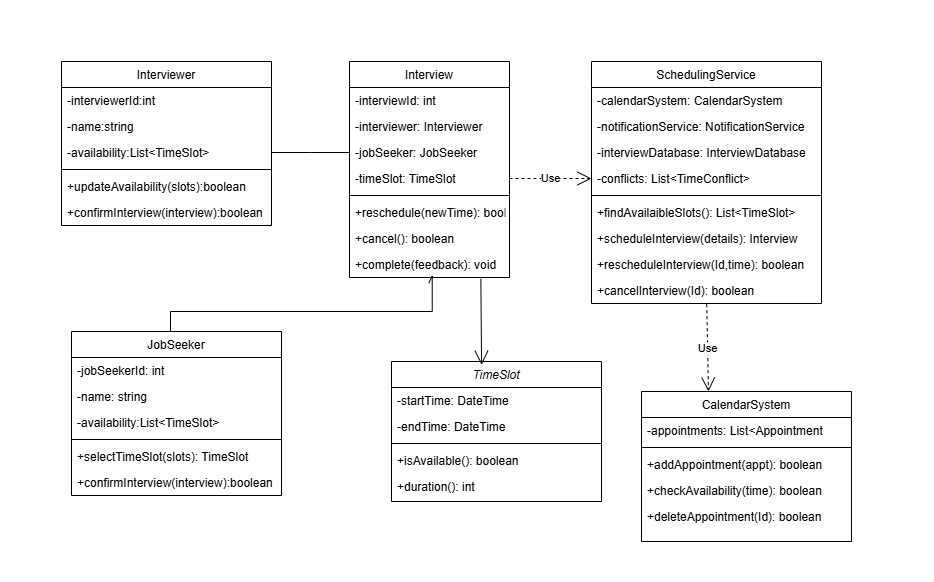 Interviewer
-interviewerId:int
-name:string
-availability:List<TimeSlot>
+updateAvailability(slots):boolean
+confirmInterview(interview):boolean
Interview
-interviewId: int
-interviewer: Interviewer
-jobSeeker: JobSeeker
-timeSlot: TimeSlot
+reschedule(newTime): bool
+cancel(): boolean
+complete(feedback): void
Use
SchedulingService
-calendarSystem: CalendarSystem
-notificationService: NotificationService
-interviewDatabase: InterviewDatabase
-conflicts: List<TimeConflict>
+findAvailaibleSlots(): List<TimeSlot>
+scheduleInterview(details): Interview
+rescheduleInterview(Id,time): boolean
+cancelInterview(Id): boolean
JobSeeker
-jobSeekerId: int
-name: string
-availability:List<TimeSlot>
+selectTimeSlot(slots): TimeSlot
+confirmInterview(interview):boolean
TimeSlot
-startTime: DateTime
-endTime: DateTime
+isAvailable(): boolean
+duration(): int
Use
CalendarSystem
-appointments: List<Appointment
+addAppointment(appt): boolean
+checkAvailability(time): boolean
+deleteAppointment(Id): boolean